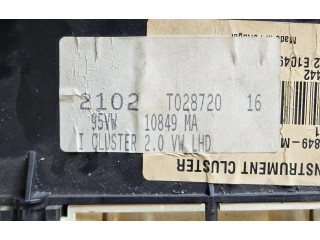 2102 T028720 16
95VW 10849 MA
I CLUSTER 2.0 VW LHD
INSTRUMENT CLUSTER